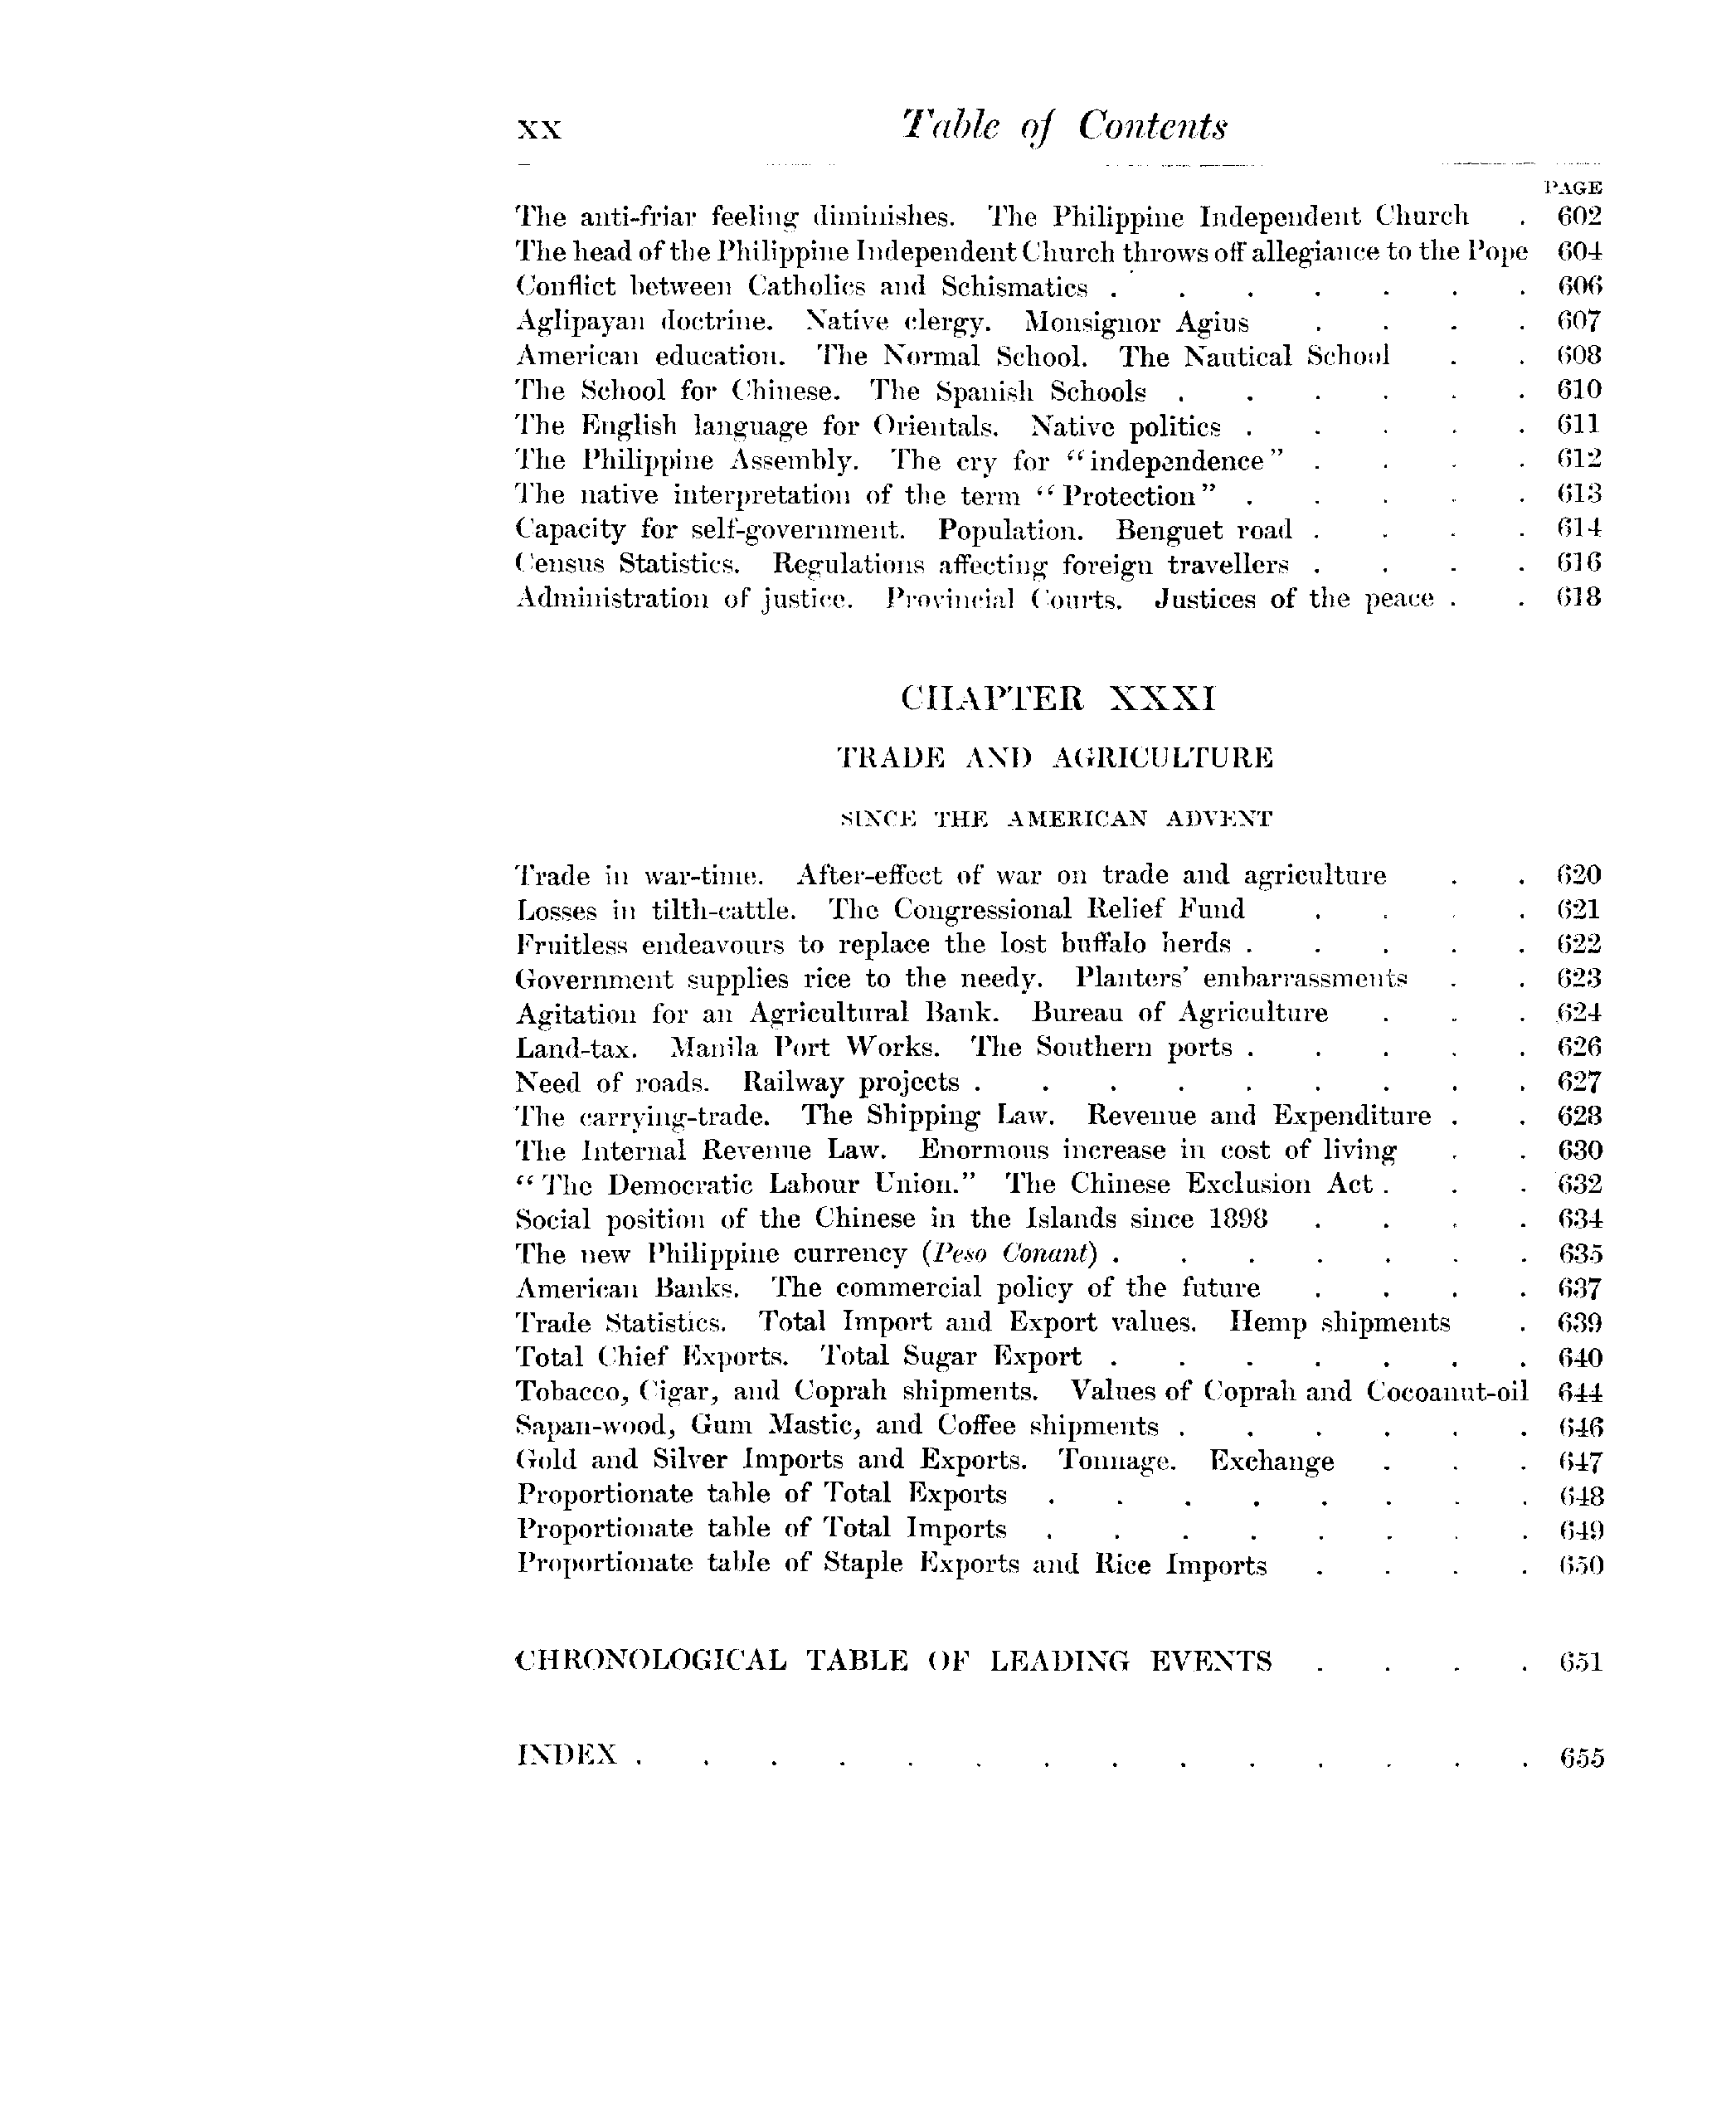 xx Table of Contents
PAGE
The anti-friar feeling diminishes. The Philippine Independent Church . 602
The head of the Philippine Independent Church throws off allegiance to the Pope 604
Conflict between Catholics and Schismatics . . . . . . . 606
Aglipayan doctrine. Native clergy. Monsignor Agius . . . . 607
American education. The Normal School. The Nautical School . . 608
The School for Chinese. The Spanish Schools . . . . . . 610
The English language for Orientals. Native politics . . . . . 611
The Philippine Assembly. The cry for "independence" . . . . 612
The native interpretation of the term "Protection" . . . . . 613
Capacity for self-government. Population. Benguet road . . . . 614
Census Statistics. Regulations affecting foreign travellers . . . . 616
Administration of justice. Provincial Courts. Justices of the peace . . 618
CHAPTER XXXI
TRADE AND AGRICULTURE
SINCE THE AMERICAN ADVENT
Trade in war-time. After-effect of war on trade and agriculture . . 620
Losses in tilth-cattle. The Congressional Relief Fund . . . . 621
Fruitless endeavours to replace the lost buffalo herds . . . . . 622
Government supplies rice to the needy. Planters' embarrassments . . 623
Agitation for an Agricultural Bank. Bureau of Agriculture . . . 624
Land-tax. Manila Port Works. The Southern ports . . . . . 626
Need of roads. Railway projects . . . . . . . . . 627
The carrying-trade. The Shipping Law. Revenue and Expenditure . . 628
The Internal Revenue Law. Enormous increase in cost of living . . 630
"The Democratic Labour Union." The Chinese Exclusion Act . . . 632
Social position of the Chinese in the Islands since 1898 . . . . 634
The new Philippine currency (Peso Conant) . . . . . . . 635
American Banks. The commercial policy of the future . . . . 637
Trade Statistics. Total Import and Export values. Hemp shipments . 639
Total Chief Exports. Total Sugar Export . . . . . . . 640
Tobacco, Cigar, and Coprah shipments. Values of Coprah and Cocoanut-oil 644
Sapan-wood, Gum Mastic, and Coffee shipments . . . . . . 646
Gold and Silver Imports and Exports. Tonnage. Exchange . . . 647
Proportionate table of Total Exports . . . . . . . . 648
Proportionate table of Total Imports . . . . . . . . 649
Proportionate table of Staple Exports and Rice Imports . . . . 650
CHRONOLOGICAL TABLE OF LEADING EVENTS . . . . 651
INDEX . . . . . . . . . . . . . . 655